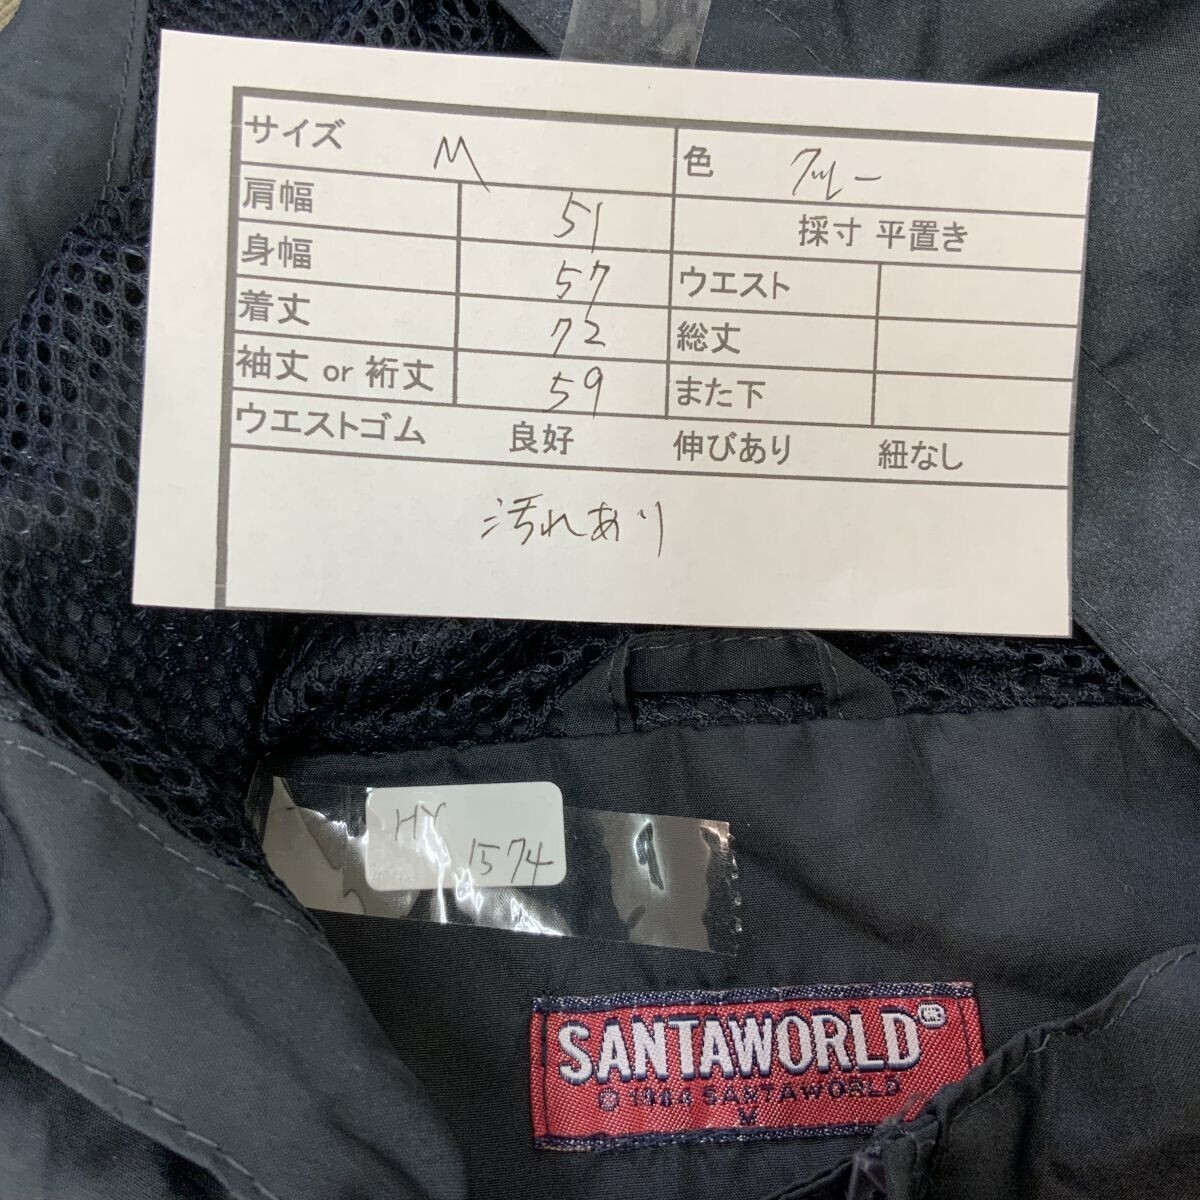 サイズ M 色 グレー
肩幅 51 採寸 平置き
身幅 57 ウエスト
着丈 72 総丈
袖丈 or 裄丈 59 また下
ウエストゴム 良好 伸びあり 紐なし
汚れあり
HY
1574
SANTAWORLD®
© 1984 SANTAWORLD
M